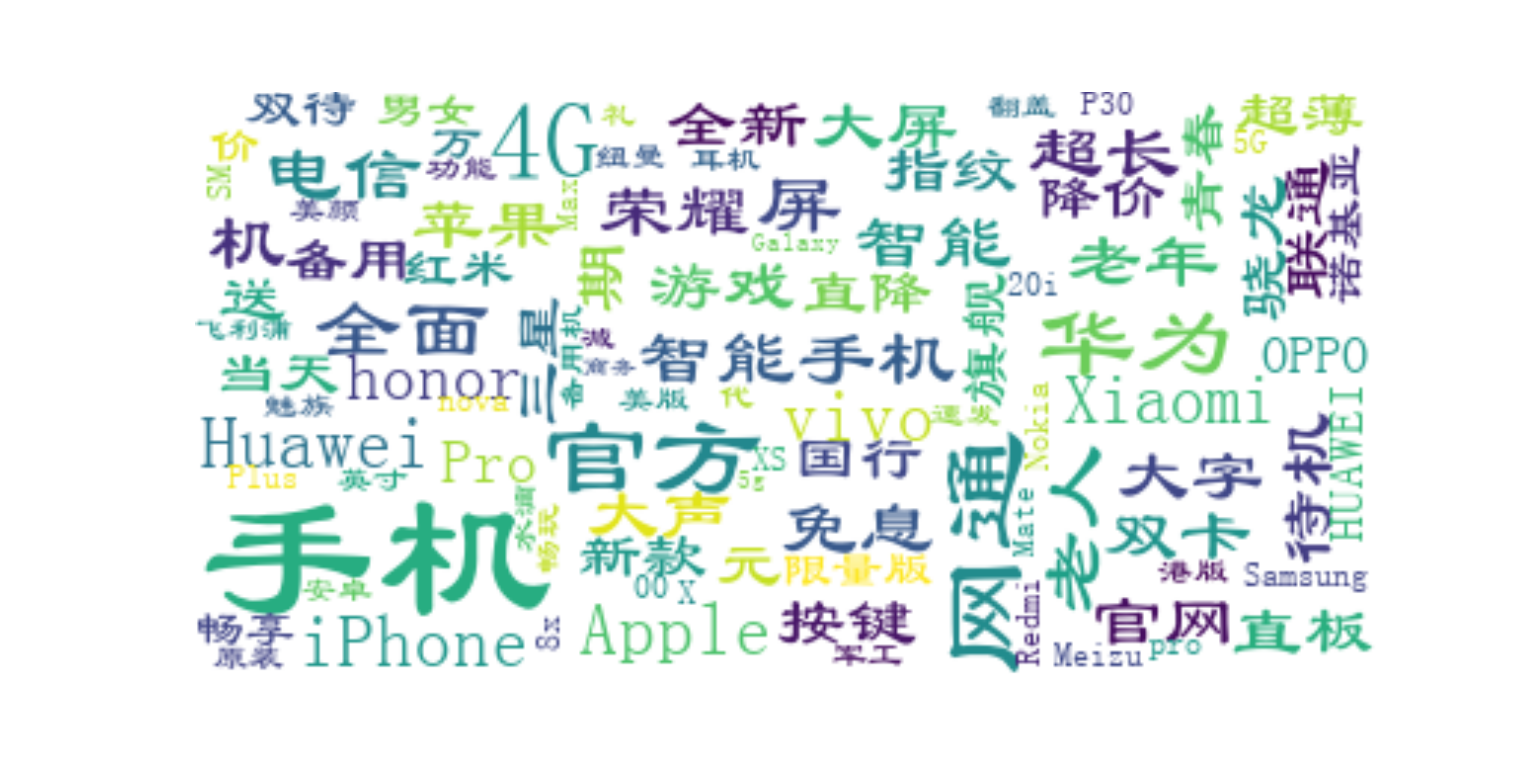 双待
男女
4G
礼
全新
大屏
翻盖
P30
超薄
价
万
电信
功能
纽曼
耳机
指纹
超长
青春
5G
SM
美颜
苹果
Max
荣耀
屏
降价
骁龙
联通
诺基亚
机
备用
红米
期
Galaxy
智能
老年
送
游戏
直降
旗舰
20i
飞利浦
全面
三星
备用机
减
商务
智能手机
华为
OPPO
当天
honor
魅族
nova
美版
代
vivo
速发
Nokia
Xiaomi
HUAWEI
Huawei
Pro
官方
XS
5g
国行
网通
老人
大字
待机
Plus
英寸
手机
水滴
畅玩
大声
免息
Mate
双卡
安卓
新款
元
限量版
00
X
港版
Samsung
畅享
原装
iPhone
Sx
Apple
按键
军工
Redmi
官网
Meizu
pro
直板